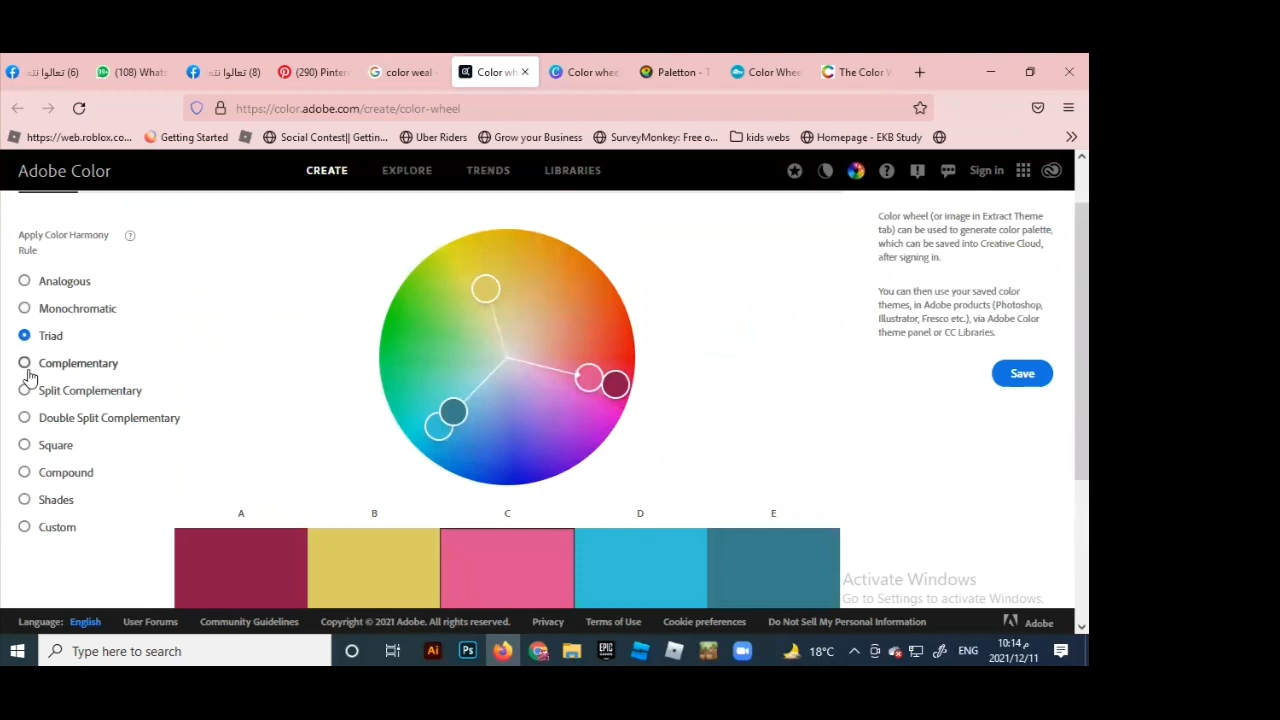 (6) تعالوا نتع
(108) What:
(8) تعالوا نتع
(290) Pinter
color weal -
Color wh
Color whee
Paletton - T
Color Whee
The Color W
https://color.adobe.com/create/color-wheel
https://web.roblox.co...
Getting Started
Social Contest|| Gettin...
Uber Riders
Grow your Business
SurveyMonkey: Free o...
kids webs
Homepage - EKB Study
Adobe Color
CREATE
EXPLORE
TRENDS
LIBRARIES
Sign in
Apply Color Harmony
Rule
Analogous
Monochromatic
Triad
Complementary
Split Complementary
Double Split Complementary
Square
Compound
Shades
Custom
Color wheel (or image in Extract Theme
tab) can be used to generate color palette,
which can be saved into Creative Cloud,
after signing in.
You can then use your saved color
themes, in Adobe products (Photoshop,
Illustrator, Fresco etc.), via Adobe Color
theme panel or CC Libraries.
Save
A B C D E
Activate Windows
Go to Settings to activate Windows.
Language: English
User Forums
Community Guidelines
Copyright © 2021 Adobe. All rights reserved.
Privacy
Terms of Use
Cookie preferences
Do Not Sell My Personal Information
Adobe
Type here to search
Ai
Ps
EPIC
18°C
ENG
10:14 م
2021/12/11